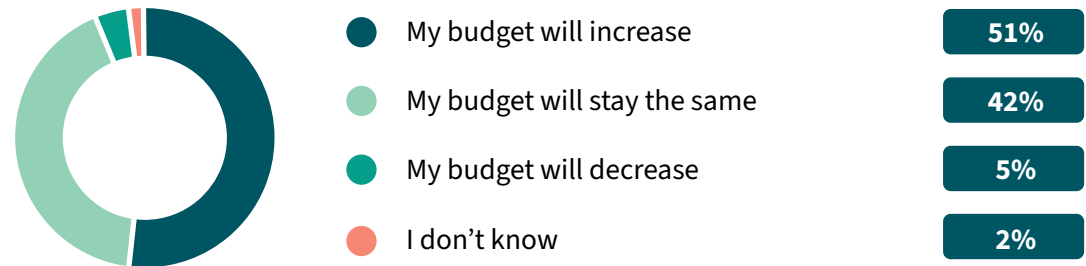 My budget will increase 51%
My budget will stay the same 42%
My budget will decrease 5%
I don’t know 2%